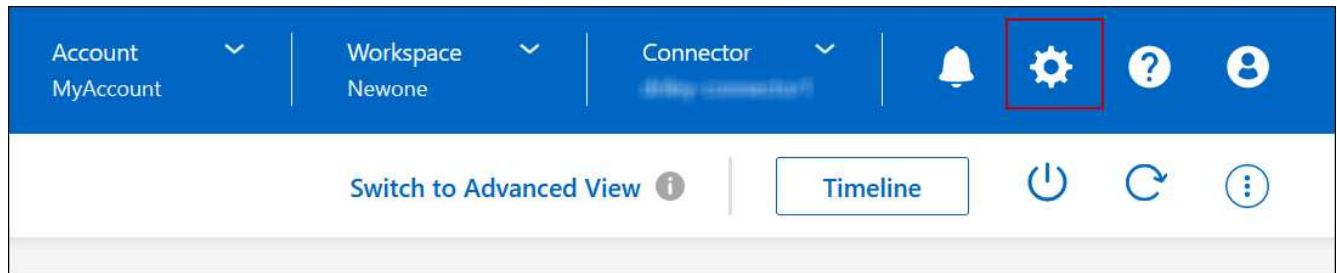 Account
MyAccount
Workspace
Newone
Connector
Switch to Advanced View
Timeline